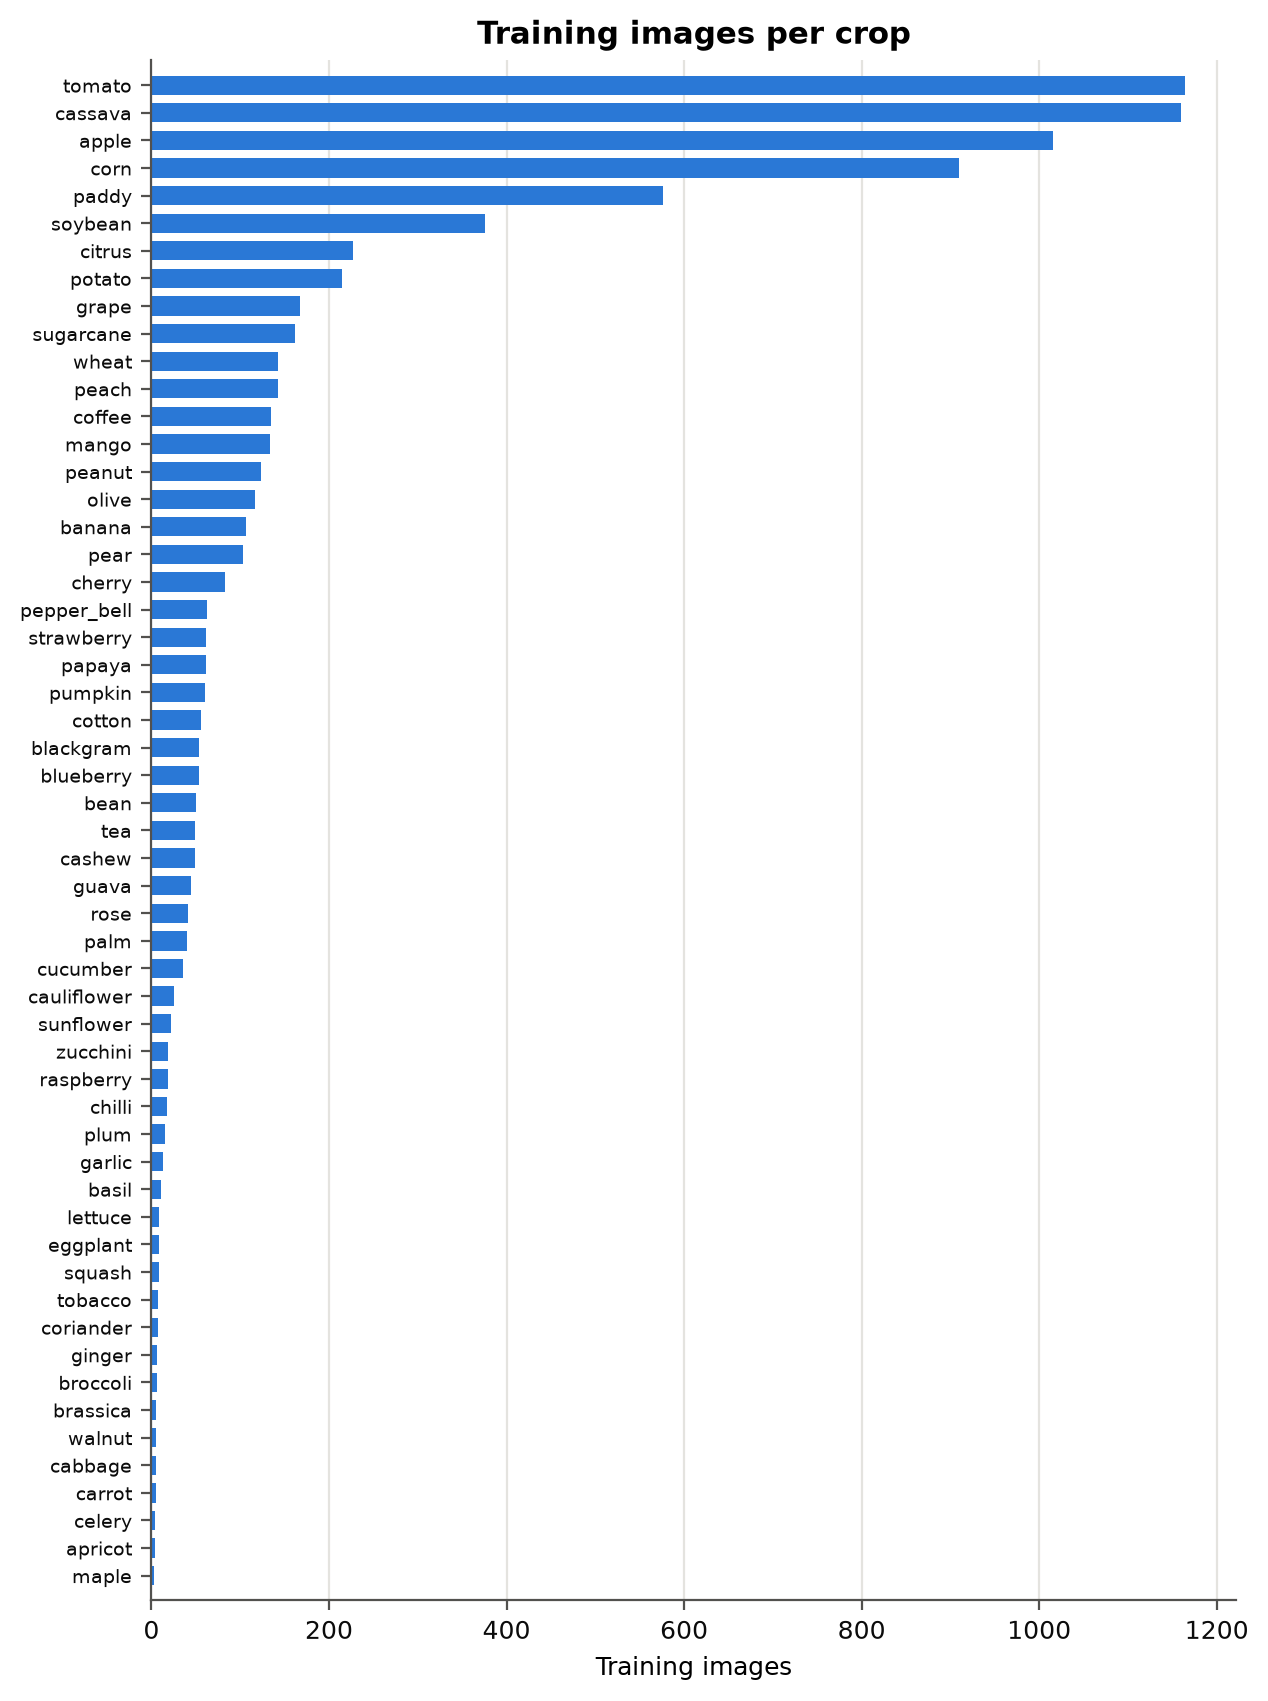 Training images per crop
tomato
cassava
apple
corn
paddy
soybean
citrus
potato
grape
sugarcane
wheat
peach
coffee
mango
peanut
olive
banana
pear
cherry
pepper_bell
strawberry
papaya
pumpkin
cotton
blackgram
blueberry
bean
tea
cashew
guava
rose
palm
cucumber
cauliflower
sunflower
zucchini
raspberry
chilli
plum
garlic
basil
lettuce
eggplant
squash
tobacco
coriander
ginger
broccoli
brassica
walnut
cabbage
carrot
celery
apricot
maple
0 200 400 600 800 1000 1200
Training images